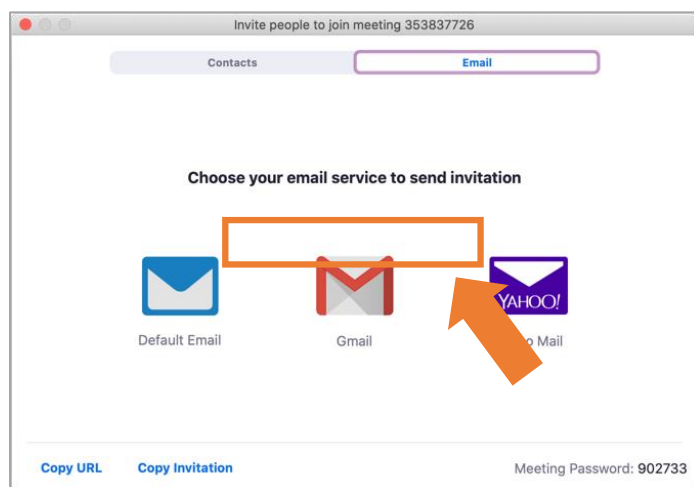 Invite people to join meeting 353837726
Contacts
Email
Choose your email service to send invitation
YAHOO!
Default Email
Gmail
Mail
Copy URL
Copy Invitation
Meeting Password: 902733